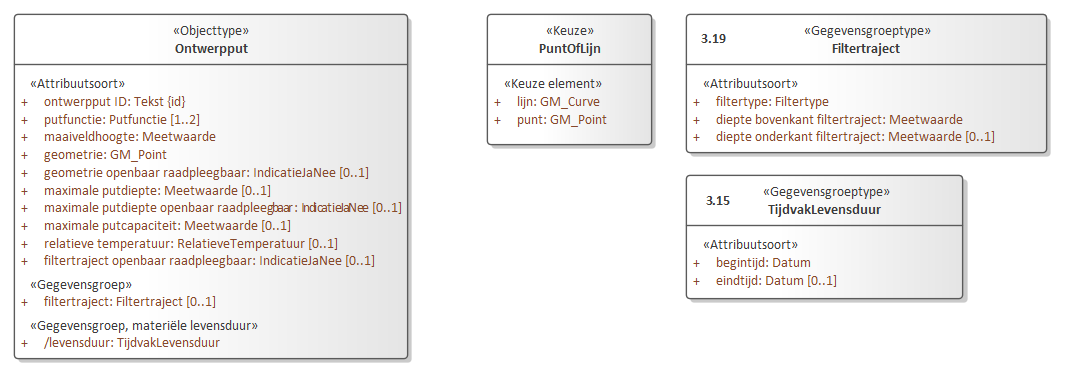 «Objecttype»
Ontwerpput
«Attribuutsoort»
+ ontwerpput ID: Tekst {id}
+ putfunctie: Putfunctie [1..2]
+ maaiveldhoogte: Meetwaarde
+ geometrie: GM_Point
+ geometrie openbaar raadpleegbaar: IndicatieJaNee [0..1]
+ maximale putdiepte: Meetwaarde [0..1]
+ maximale putdiepte openbaar raadpleegbaar: IndicatieJaNee [0..1]
+ maximale putcapaciteit: Meetwaarde [0..1]
+ relatieve temperatuur: RelatieveTemperatuur [0..1]
+ filtertraject openbaar raadpleegbaar: IndicatieJaNee [0..1]
«Gegevensgroep»
+ filtertraject: Filtertraject [0..1]
«Gegevensgroep, materiële levensduur»
+ /levensduur: TijdvakLevensduur
«Keuze»
PuntOfLijn
«Keuze element»
+ lijn: GM_Curve
+ punt: GM_Point
3.19 «Gegevensgroeptype»
Filtertraject
«Attribuutsoort»
+ filtertype: Filtertype
+ diepte bovenkant filtertraject: Meetwaarde
+ diepte onderkant filtertraject: Meetwaarde [0..1]
3.15 «Gegevensgroeptype»
TijdvakLevensduur
«Attribuutsoort»
+ begintijd: Datum
+ eindtijd: Datum [0..1]